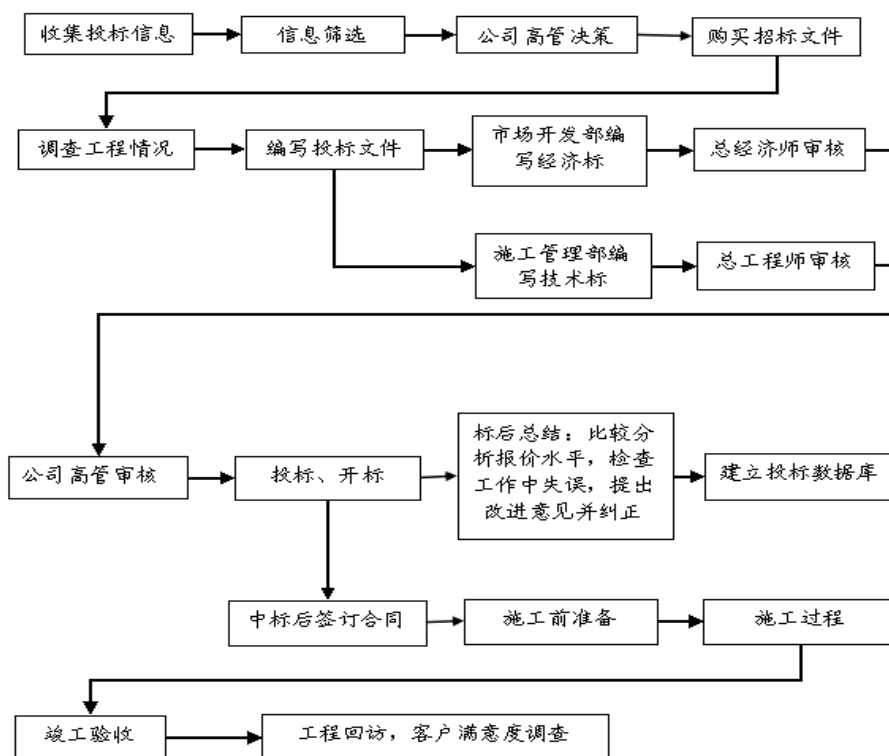 收集投标信息
信息筛选
公司高管决策
购买招标文件
调查工程情况
编写投标文件
市场开发部编
写经济标
总经济师审核
施工管理部编
写技术标
总工程师审核
公司高管审核
投标、开标
标后总结：比较分
析报价水平，检查
工作中失误，提出
改进意见并纠正
建立投标数据库
中标后签订合同
施工前准备
施工过程
竣工验收
工程回访，客户满意度调查